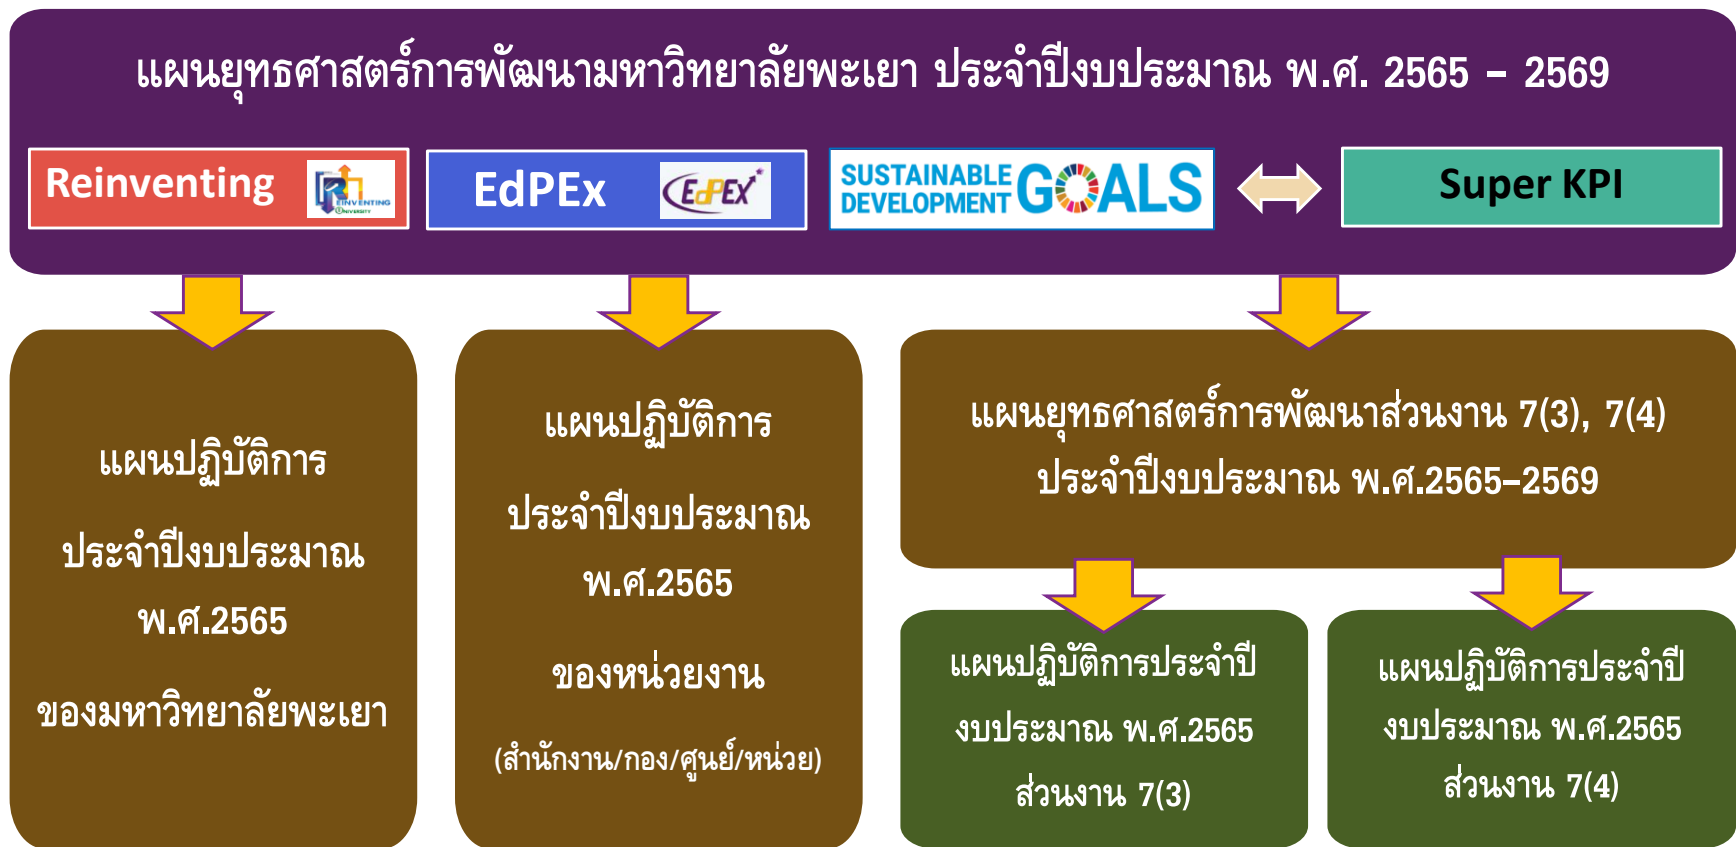 แผนยุทธศาสตร์การพัฒนามหาวิทยาลัยพะเยา ประจำปีงบประมาณ พ.ศ. 2565 – 2569
Reinventing
REINVENTING
UNIVERSITY
EdPEx
EdPEX
SUSTAINABLE
DEVELOPMENT
GOALS
Super KPI
แผนปฏิบัติการ
ประจำปีงบประมาณ
พ.ศ.2565
ของมหาวิทยาลัยพะเยา
แผนปฏิบัติการ
ประจำปีงบประมาณ
พ.ศ.2565
ของหน่วยงาน
(สำนักงาน/กอง/ศูนย์/หน่วย)
แผนยุทธศาสตร์การพัฒนาส่วนงาน 7(3), 7(4)
ประจำปีงบประมาณ พ.ศ.2565–2569
แผนปฏิบัติการประจำปี
งบประมาณ พ.ศ.2565
ส่วนงาน 7(3)
แผนปฏิบัติการประจำปี
งบประมาณ พ.ศ.2565
ส่วนงาน 7(4)